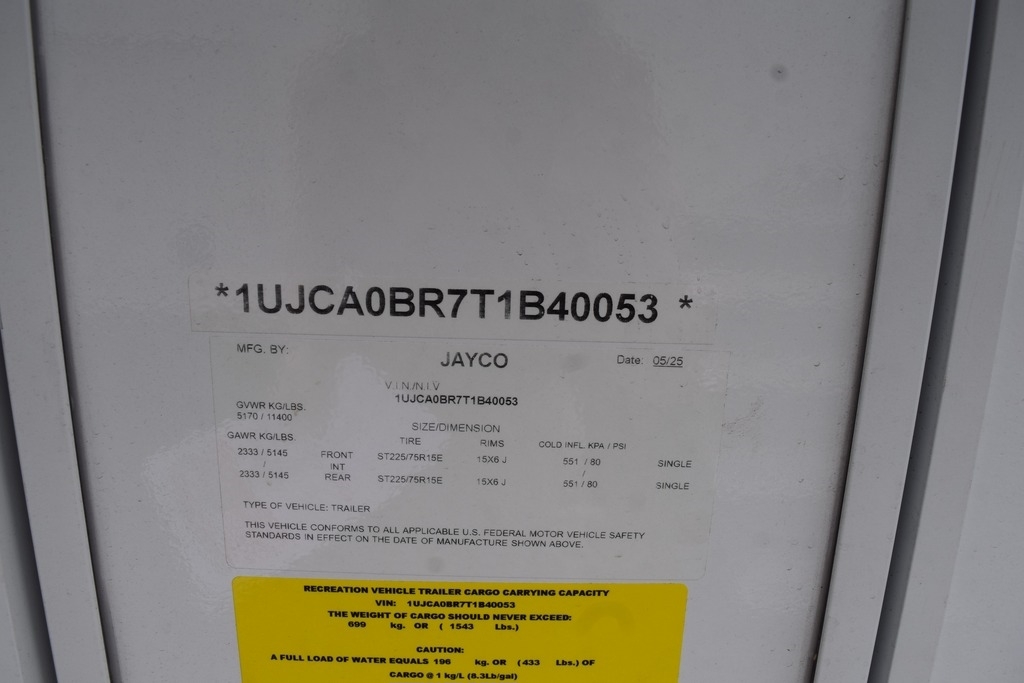 *1UJCA0BR7T1B40053 *
MFG. BY: JAYCO Date: 05/25
V.I.N./N.I.V
1UJCA0BR7T1B40053
GVWR KG/LBS.
5170 / 11400
SIZE/DIMENSION
GAWR KG/LBS. TIRE RIMS COLD INFL. KPA / PSI
2333 / 5145 FRONT ST225/75R15E 15X6 J 551 / 80 SINGLE
/ INT /
2333 / 5145 REAR ST225/75R15E 15X6 J 551 / 80 SINGLE
TYPE OF VEHICLE: TRAILER
THIS VEHICLE CONFORMS TO ALL APPLICABLE U.S. FEDERAL MOTOR VEHICLE SAFETY
STANDARDS IN EFFECT ON THE DATE OF MANUFACTURE SHOWN ABOVE.
RECREATION VEHICLE TRAILER CARGO CARRYING CAPACITY
VIN: 1UJCA0BR7T1B40053
THE WEIGHT OF CARGO SHOULD NEVER EXCEED:
699 kg. OR ( 1543 Lbs.)
CAUTION:
A FULL LOAD OF WATER EQUALS 196 kg. OR (433 Lbs.) OF
CARGO @ 1 kg/L (8.3Lb/gal)